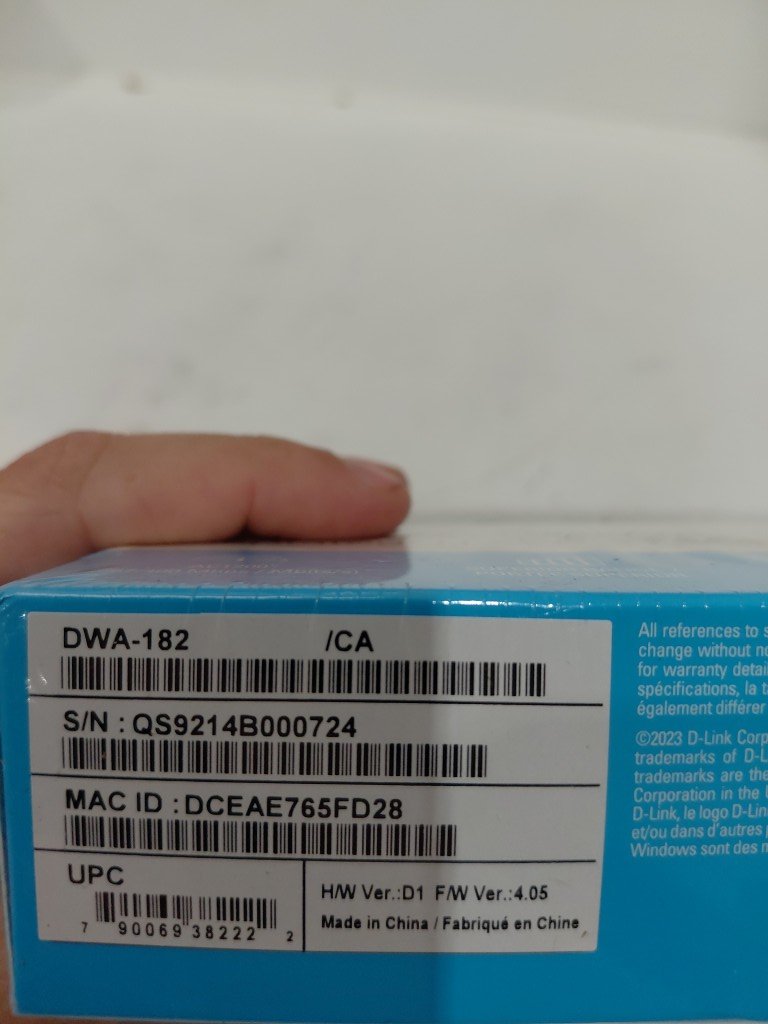 DWA-182 /CA
S/N : QS9214B000724
MAC ID : DCEAE765FD28
UPC
7 90069 38222 2
H/W Ver.:D1 F/W Ver.:4.05
Made in China / Fabriqué en Chine
All references to s
change without ne
for warranty detai
spécifications, la ta
également différer
©2023 D-Link Corp
trademarks of D-L
trademarks are the
Corporation in the U
D-Link, le logo D-Lin
et/ou dans d'autres p
Windows sont des m